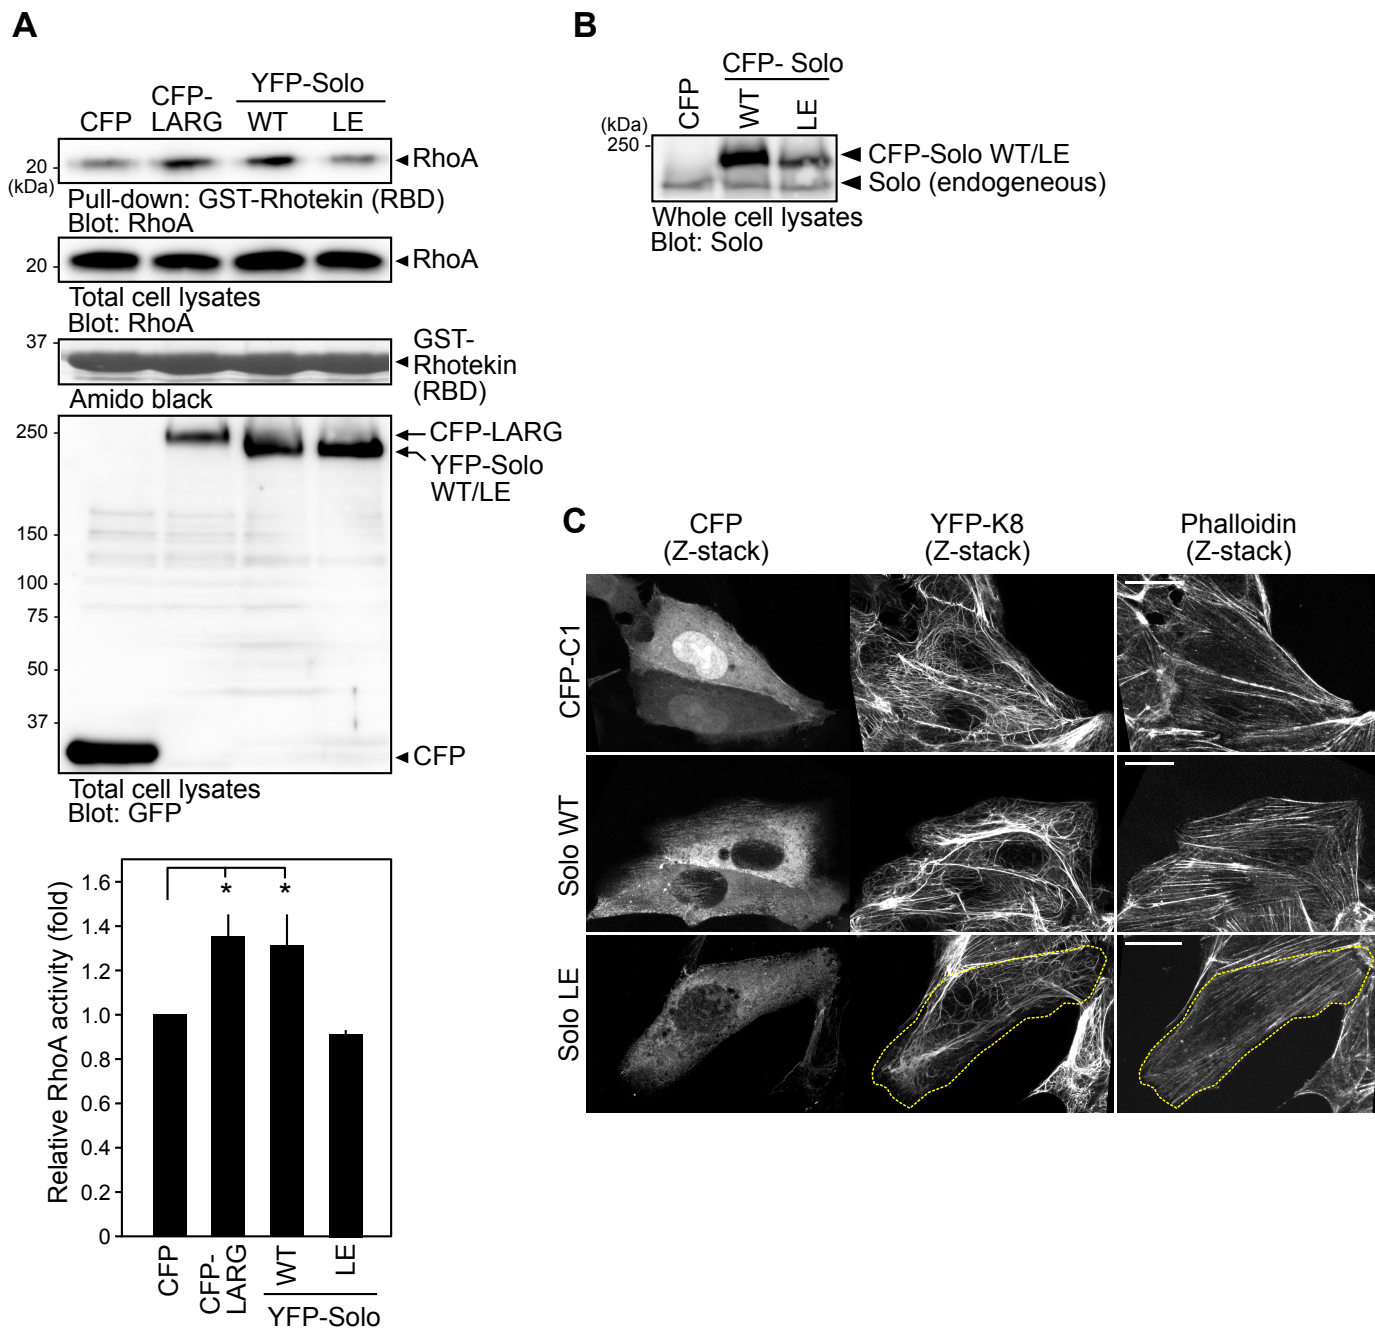 A
YFP-Solo
CFP
CFP-
LARG
WT
LE
20
(kDa)
RhoA
Pull-down: GST-Rhotekin (RBD)
Blot: RhoA
20
RhoA
Total cell lysates
Blot: RhoA
37
GST-
Rhotekin
(RBD)
Amido black
250
150
100
75
50
37
CFP-LARG
YFP-Solo
WT/LE
CFP
Total cell lysates
Blot: GFP
Relative RhoA activity (fold)
1.6
1.4
1.2
1.0
0.8
0.6
0.4
0.2
0
* *
CFP
CFP-
LARG
WT
LE
YFP-Solo
B
CFP- Solo
CFP
WT
LE
(kDa)
250
CFP-Solo WT/LE
Solo (endogeneous)
Whole cell lysates
Blot: Solo
C
CFP
(Z-stack)
YFP-K8
(Z-stack)
Phalloidin
(Z-stack)
CFP-C1
Solo WT
Solo LE